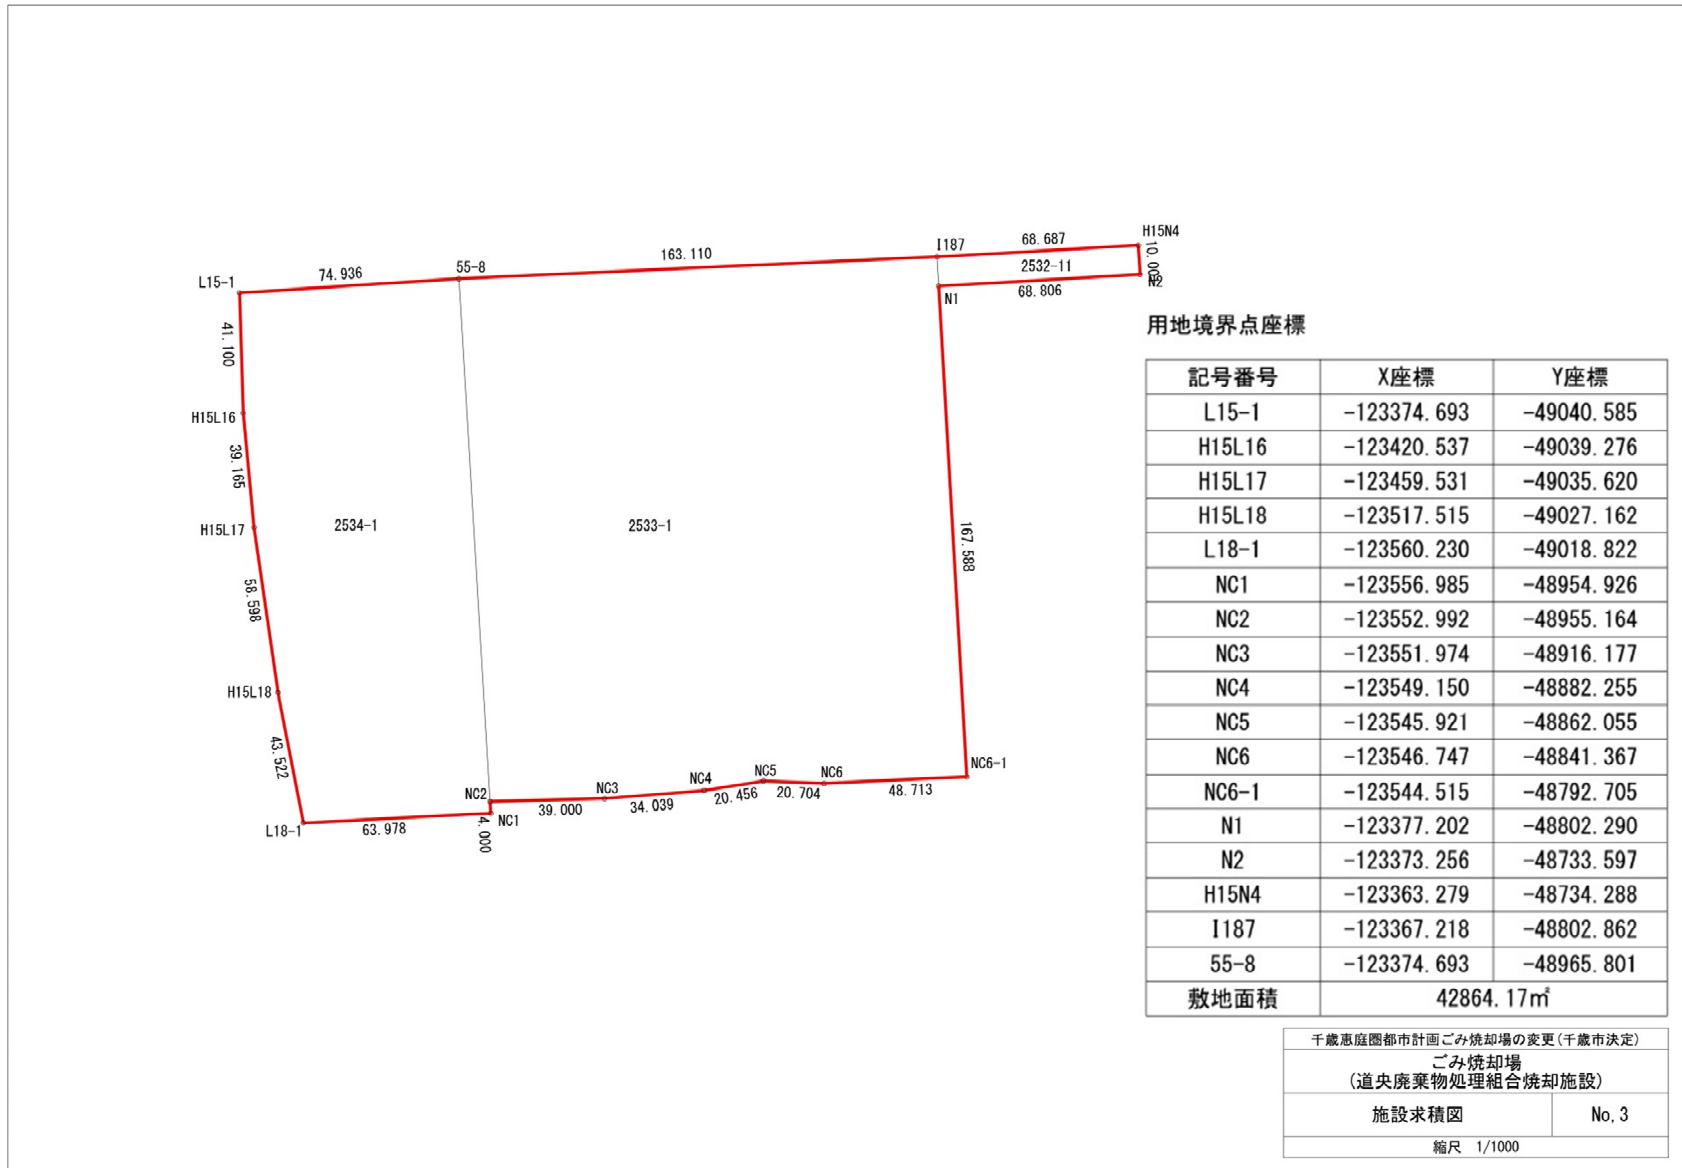 H15N4
I187
68.687
10.003
163.110
2532-11
55-8
74.936
N2
L15-1
68.806
N1
41.100
H15L16
39.165
H15L17
2534-1
2533-1
167.588
58.598
H15L18
43.522
NC6-1
NC5
NC6
NC4
NC3
NC2
48.713
20.704
20.456
34.039
39.000
NC1
L18-1
63.978
4.000
用地境界点座標
記号番号 X座標 Y座標
L15-1 -123374.693 -49040.585
H15L16 -123420.537 -49039.276
H15L17 -123459.531 -49035.620
H15L18 -123517.515 -49027.162
L18-1 -123560.230 -49018.822
NC1 -123556.985 -48954.926
NC2 -123552.992 -48955.164
NC3 -123551.974 -48916.177
NC4 -123549.150 -48882.255
NC5 -123545.921 -48862.055
NC6 -123546.747 -48841.367
NC6-1 -123544.515 -48792.705
N1 -123377.202 -48802.290
N2 -123373.256 -48733.597
H15N4 -123363.279 -48734.288
I187 -123367.218 -48802.862
55-8 -123374.693 -48965.801
敷地面積 42864.17㎡
千歳恵庭圏都市計画ごみ焼却場の変更(千歳市決定)
ごみ焼却場
(道央廃棄物処理組合焼却施設)
施設求積図 No,3
縮尺 1/1000